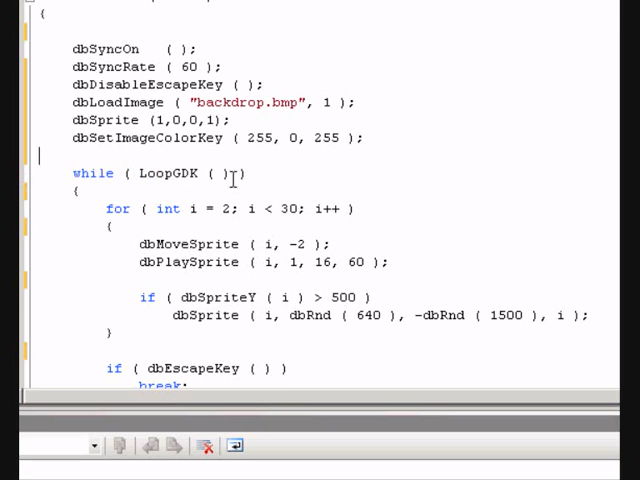 {
dbSyncOn   ( );
dbSyncRate ( 60 );
dbDisableEscapeKey ( );
dbLoadImage ( "backdrop.bmp", 1 );
dbSprite (1,0,0,1);
dbSetImageColorKey ( 255, 0, 255 );
while ( LoopGDK ( ) )
{
for ( int i = 2; i < 30; i++ )
{
dbMoveSprite ( i, -2 );
dbPlaySprite ( i, 1, 16, 60 );
if ( dbSpriteY ( i ) > 500 )
dbSprite ( i, dbRnd ( 640 ), -dbRnd ( 1500 ), i );
}
if ( dbEscapeKey ( ) )
break;